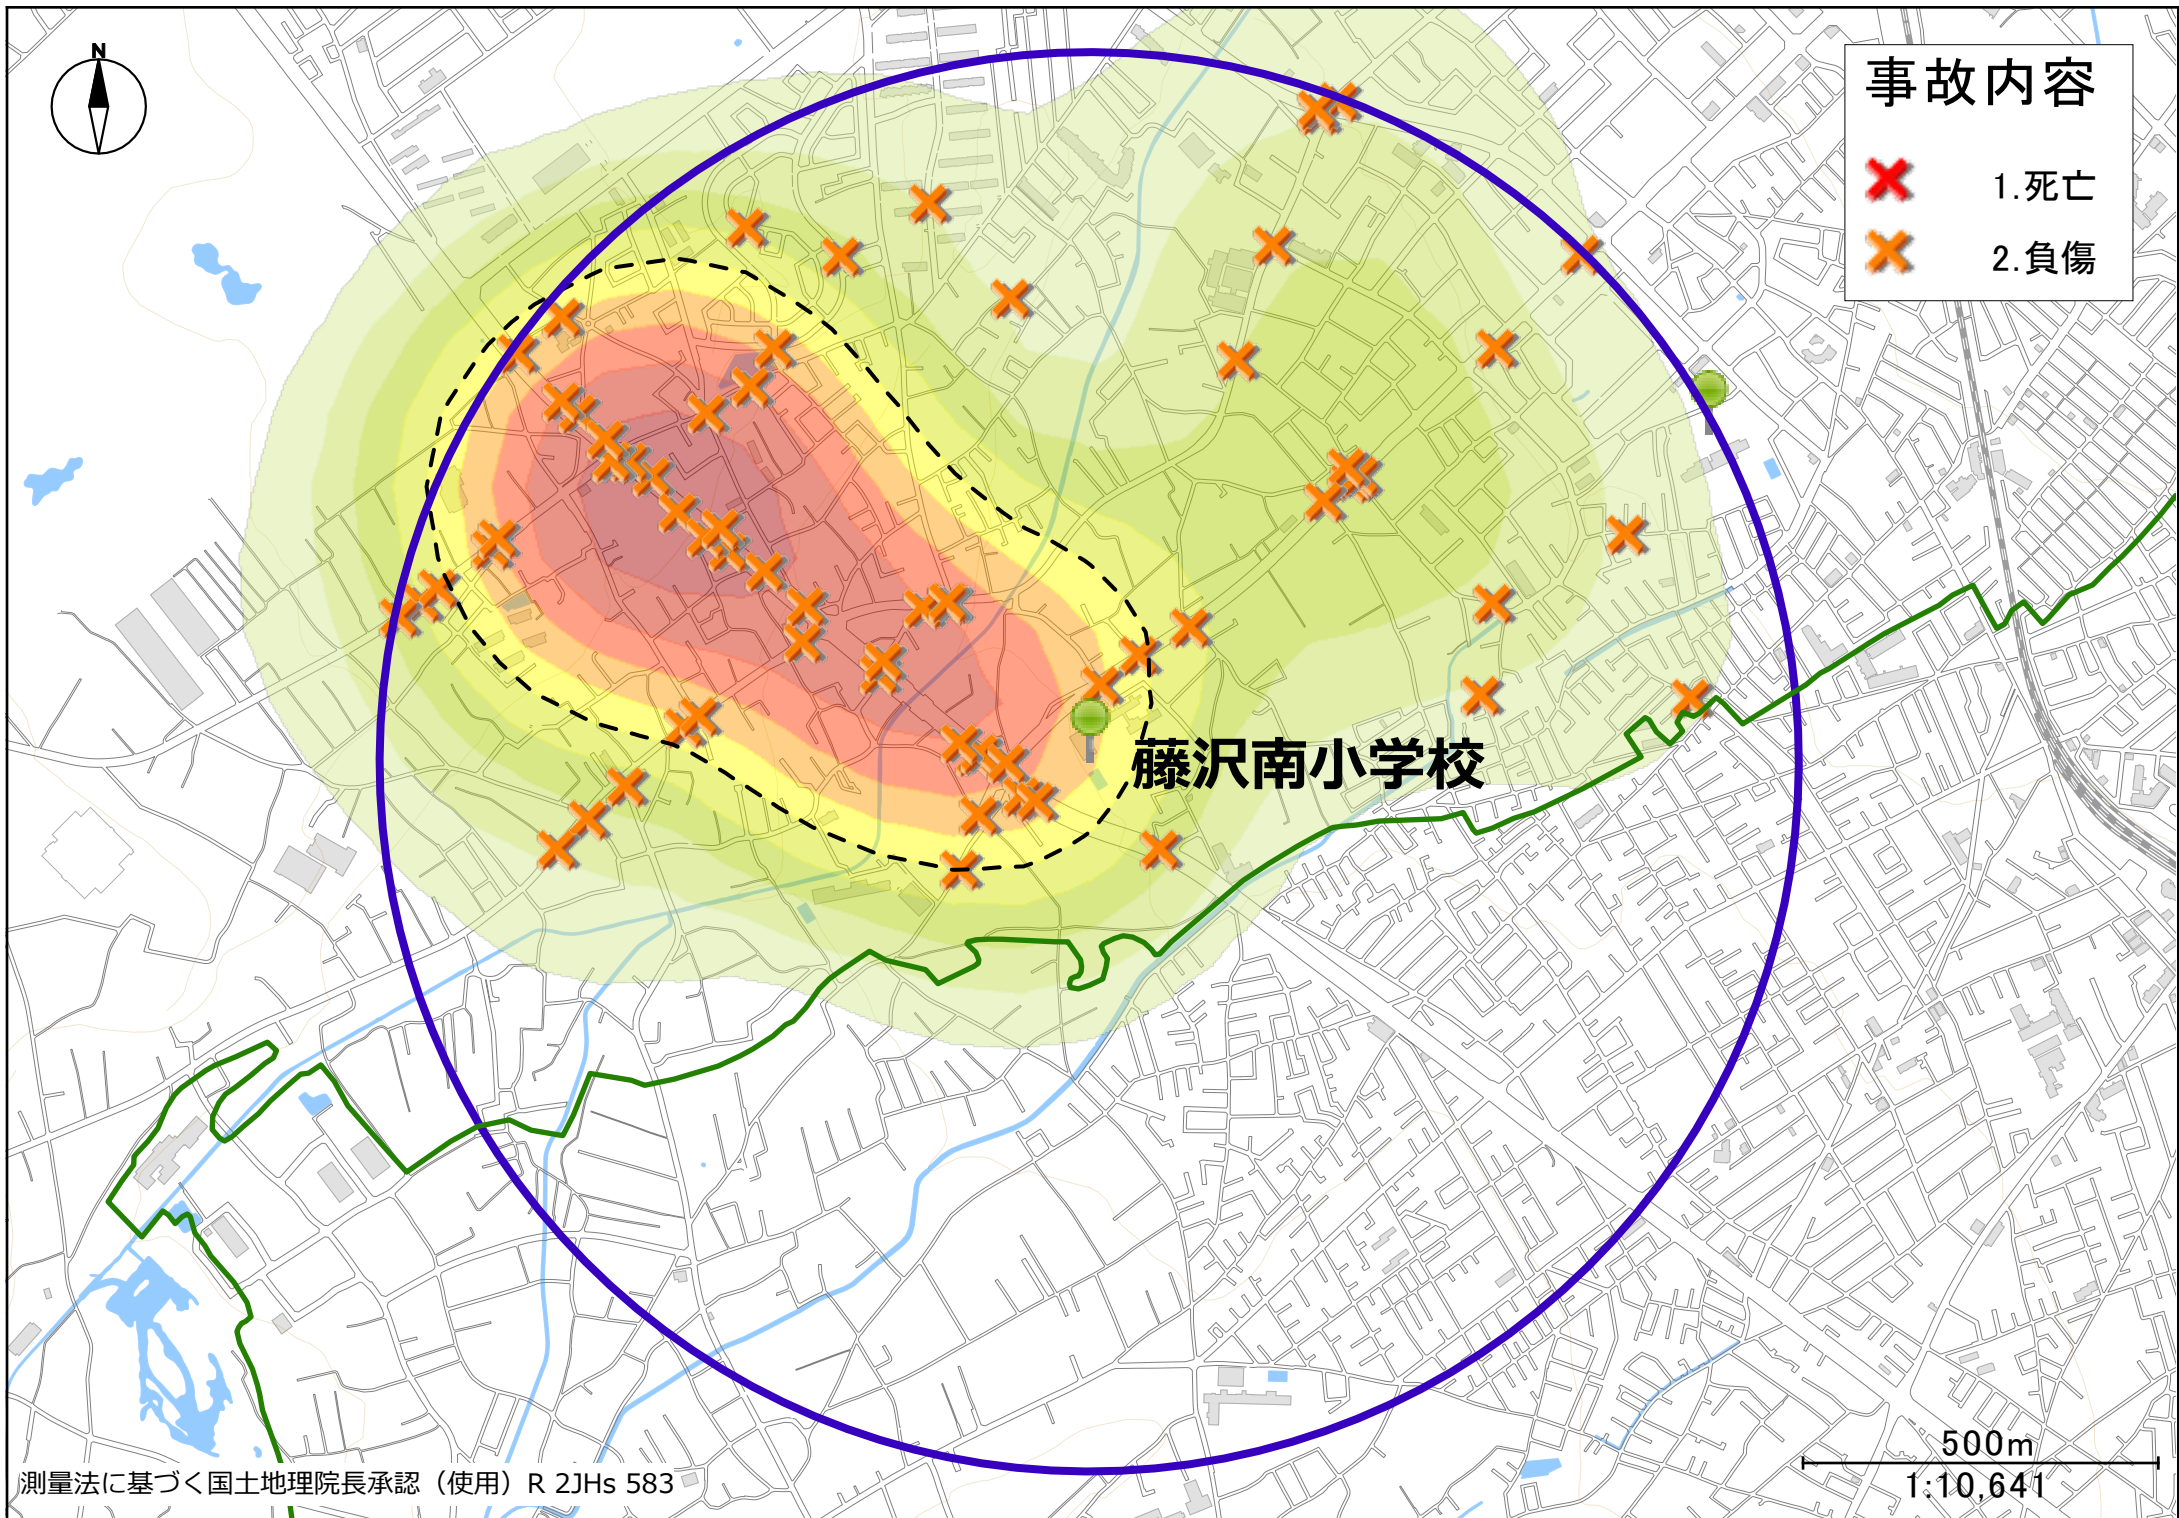 N
事故内容
1.死亡
2.負傷
藤沢南小学校
500m
1:10,641
測量法に基づく国土地理院長承認（使用）R 2JHs 583